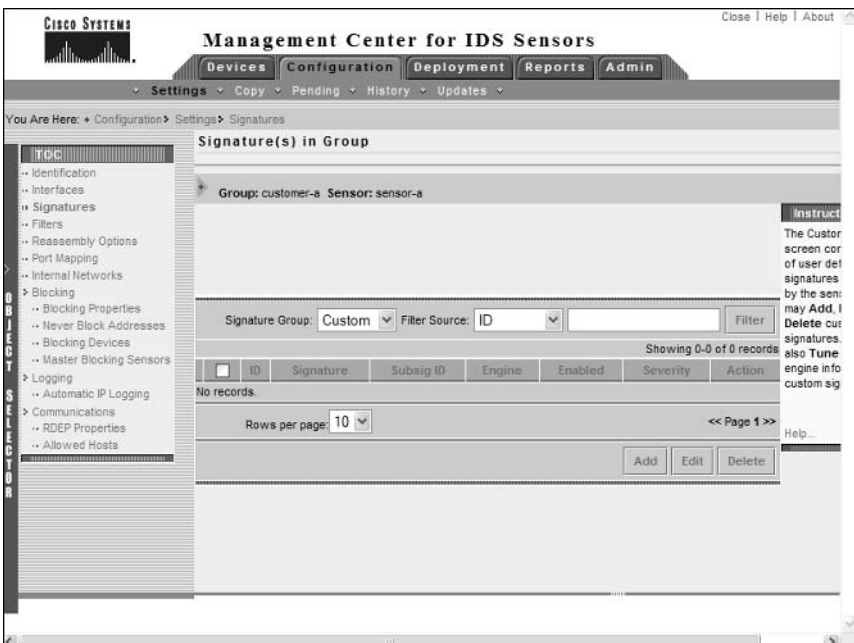 Close | Help | About
CISCO SYSTEMS
Management Center for IDS Sensors
Devices Configuration Deployment Reports Admin
Settings Copy Pending History Updates
You Are Here: Configuration > Settings > Signatures
TOC
Identification
Interfaces
Signatures
Filters
Reassembly Options
Port Mapping
Internal Networks
Blocking
Blocking Properties
Never Block Addresses
Blocking Devices
Master Blocking Sensors
Logging
Automatic IP Logging
Communications
RDEP Properties
Allowed Hosts
OBJECT SELECTOR
Signature(s) in Group
Group: customer-a Sensor: sensor-a
Signature Group: Custom Filter Source: ID Filter
Showing 0-0 of 0 records
ID Signature Subsig ID Engine Enabled Severity Action
No records.
Rows per page: 10 << Page 1 >>
Add Edit Delete
Instruct
The Custor
screen cor
of user def
signatures
by the sens
may Add, I
Delete cus
signatures.
also Tune
engine info
custom sig
Help...